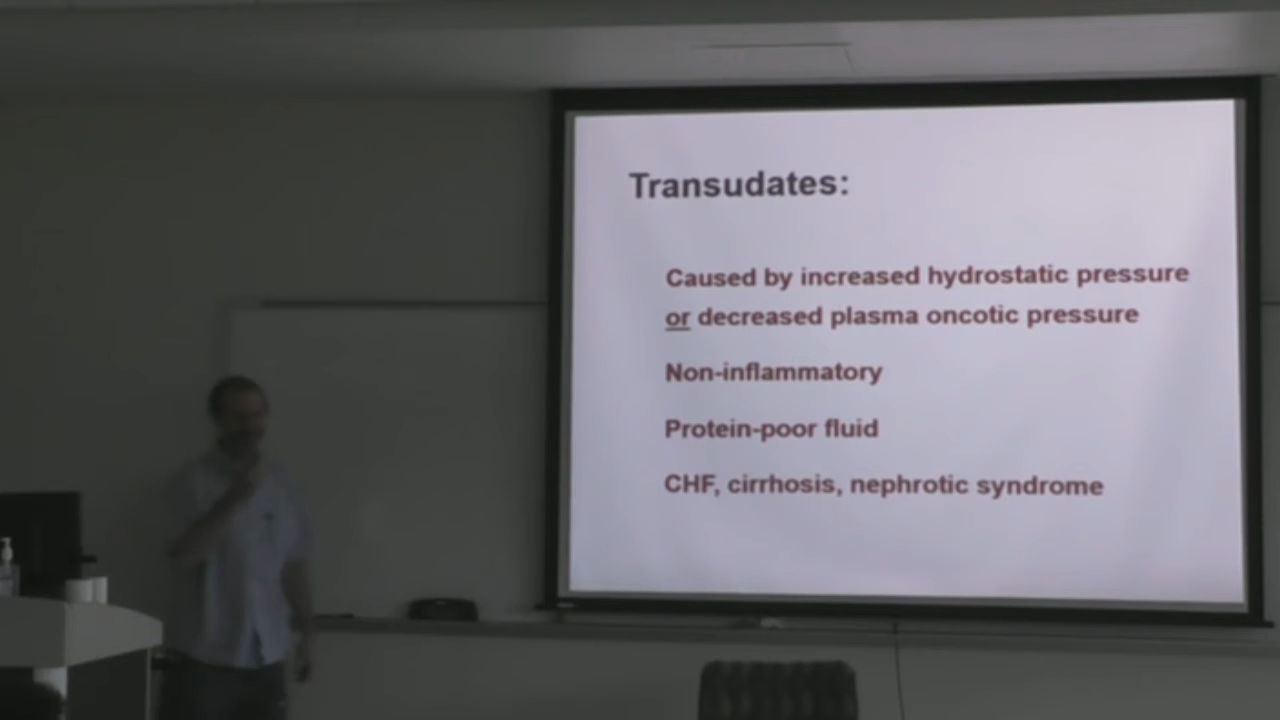 Transudates:
Caused by increased hydrostatic pressure
or decreased plasma oncotic pressure
Non-inflammatory
Protein-poor fluid
CHF, cirrhosis, nephrotic syndrome